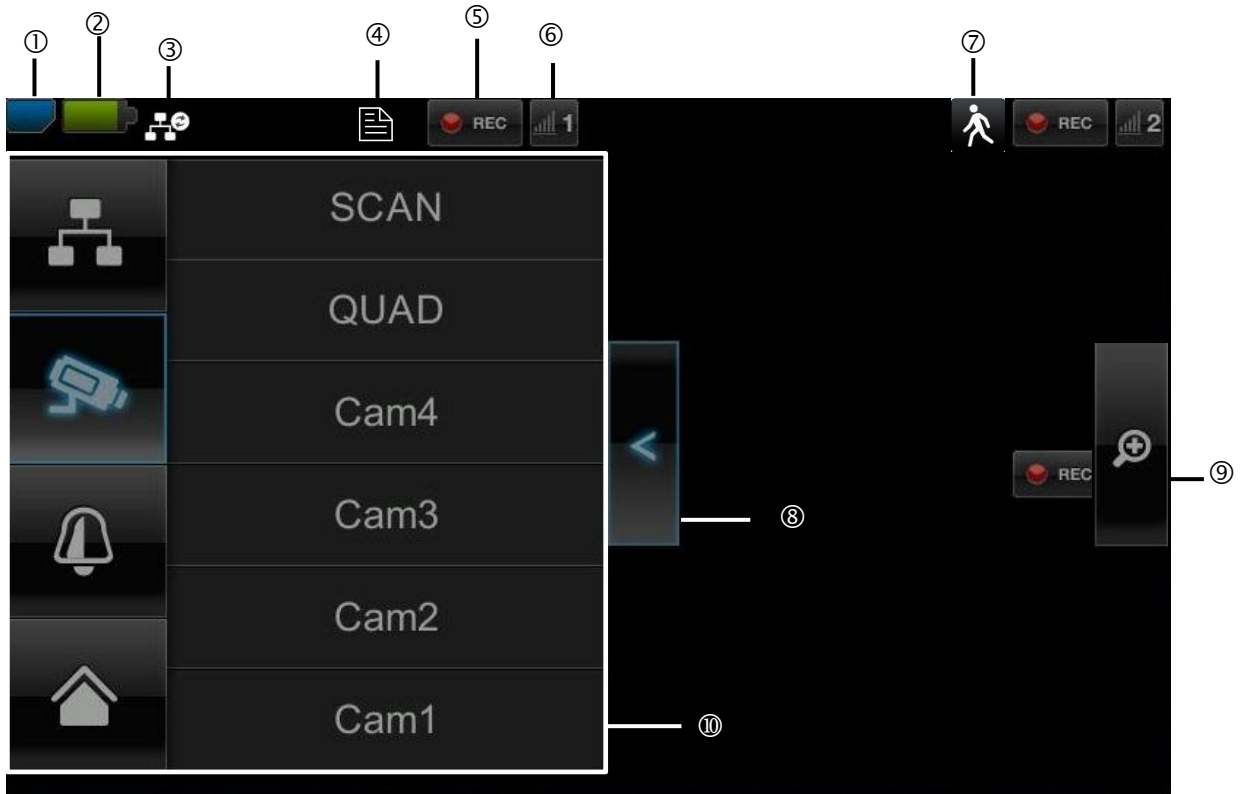 ① ② ③ ④ ⑤ ⑥ ⑦
REC 1 REC 2
SCAN
QUAD
Cam4
<
REC ⑨
Cam3 ⑧
Cam2
Cam1 ⑩